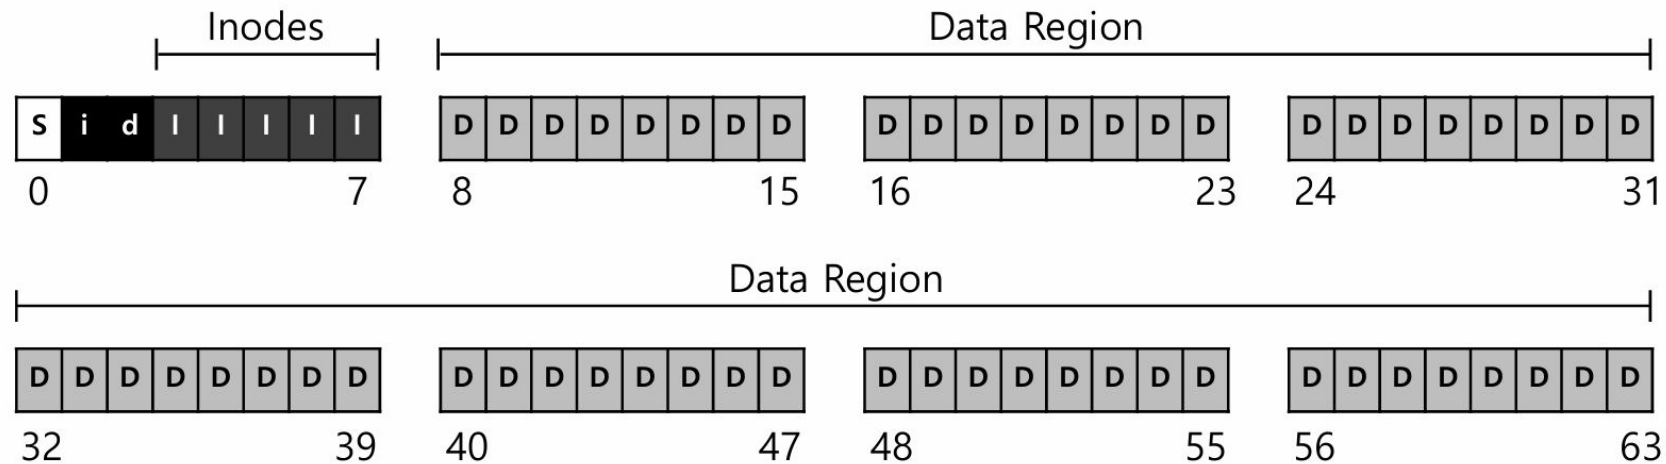 Inodes Data Region
S i d I I I I I D D D D D D D D D D D D D D D D D D D D D D D D
0 7 8 15 16 23 24 31
Data Region
D D D D D D D D D D D D D D D D D D D D D D D D D D D D D D D D
32 39 40 47 48 55 56 63